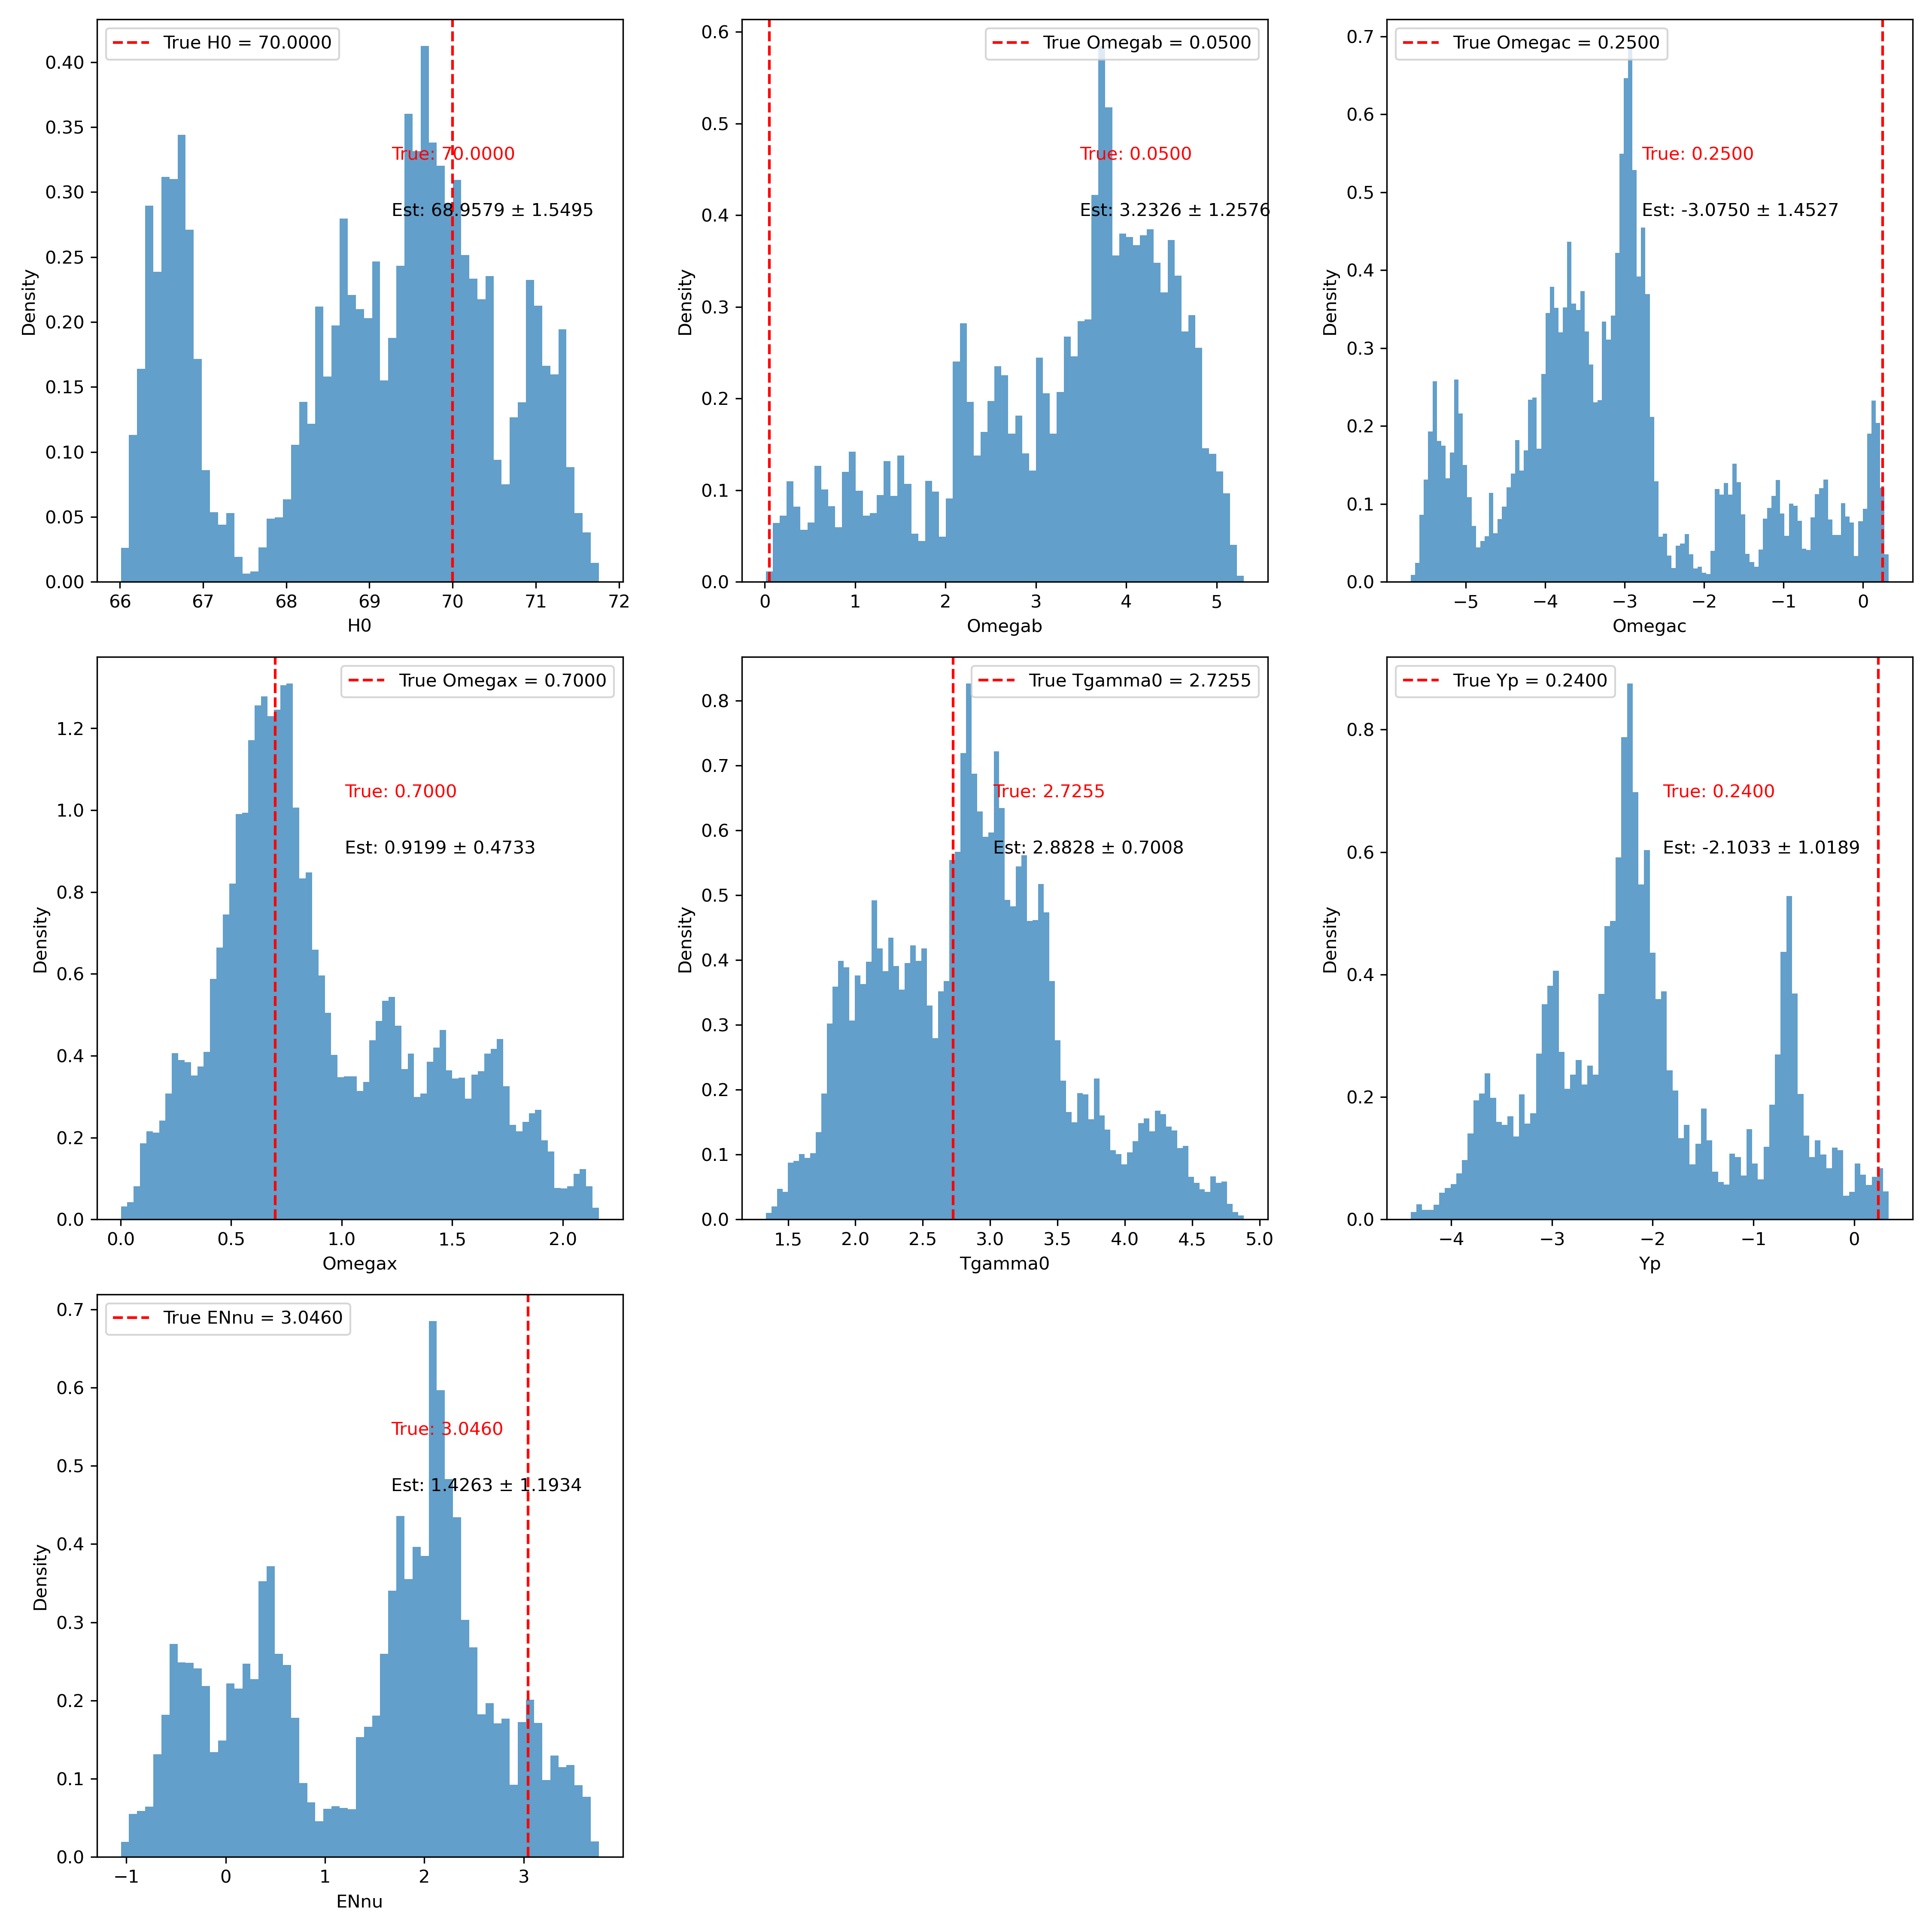 True H0 = 70.0000
True: 70.0000
Est: 68.9579 ± 1.5495
Density
0.40
0.35
0.30
0.25
0.20
0.15
0.10
0.05
0.00
66 67 68 69 70 71 72
H0
True Omegab = 0.0500
True: 0.0500
Est: 3.2326 ± 1.2576
Density
0.6
0.5
0.4
0.3
0.2
0.1
0.0
0 1 2 3 4 5
Omegab
True Omegac = 0.2500
True: 0.2500
Est: -3.0750 ± 1.4527
Density
0.7
0.6
0.5
0.4
0.3
0.2
0.1
0.0
−5 −4 −3 −2 −1 0
Omegac
True Omegax = 0.7000
True: 0.7000
Est: 0.9199 ± 0.4733
Density
1.2
1.0
0.8
0.6
0.4
0.2
0.0
0.0 0.5 1.0 1.5 2.0
Omegax
True Tgamma0 = 2.7255
True: 2.7255
Est: 2.8828 ± 0.7008
Density
0.8
0.7
0.6
0.5
0.4
0.3
0.2
0.1
0.0
1.5 2.0 2.5 3.0 3.5 4.0 4.5 5.0
Tgamma0
True Yp = 0.2400
True: 0.2400
Est: -2.1033 ± 1.0189
Density
0.8
0.6
0.4
0.2
0.0
−4 −3 −2 −1 0
Yp
True ENnu = 3.0460
True: 3.0460
Est: 1.4263 ± 1.1934
Density
0.7
0.6
0.5
0.4
0.3
0.2
0.1
0.0
−1 0 1 2 3
ENnu